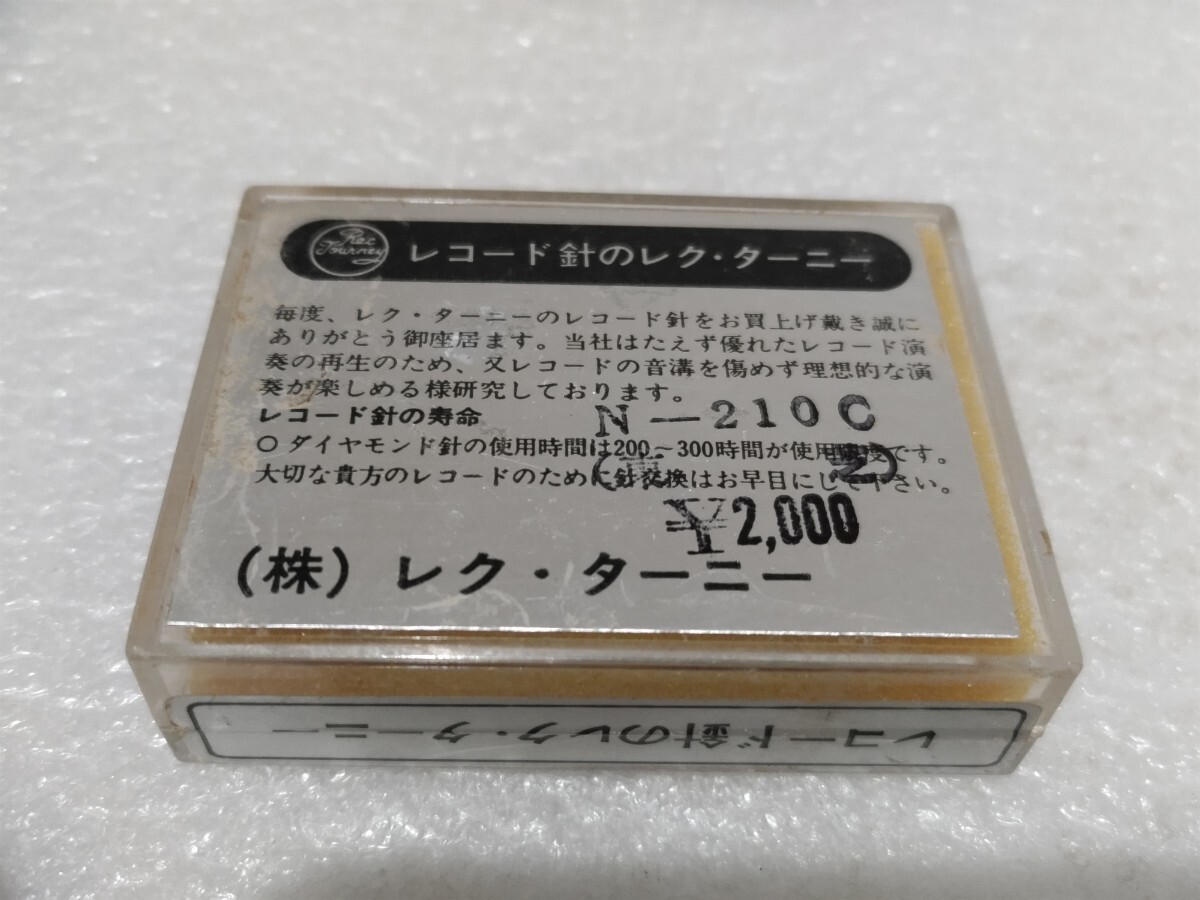 Rec Tourney
レコード針のレク・ターニー
毎度、レク・ターニーのレコード針をお買上げ戴き誠に
ありがとう御座居ます。当社はたえず優れたレコード演
奏の再生のため、又レコードの音溝を傷めず理想的な演
奏が楽しめる様研究しております。
N-210C
レコード針の寿命
○ダイヤモンド針の使用時間は200~300時間が使用限度です。
大切な貴方のレコードのために針交換はお早目にして下さい。
¥2,000
(株) レク・ターニー
レコード針のレク・ターニー